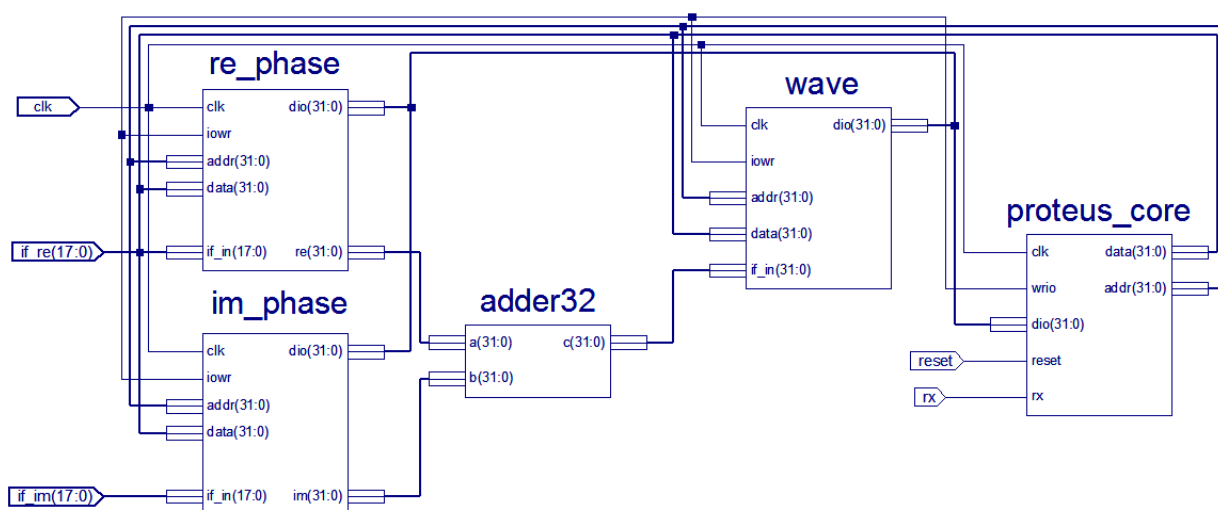 re_phase
clk
clk
dio(31:0)
iowr
addr(31:0)
data(31:0)
if_re(17:0)
if_in(17:0)
re(31:0)
im_phase
clk
dio(31:0)
iowr
addr(31:0)
data(31:0)
if_im(17:0)
if_in(17:0)
im(31:0)
adder32
a(31:0)
c(31:0)
b(31:0)
wave
clk
dio(31:0)
iowr
addr(31:0)
data(31:0)
if_in(31:0)
proteus_core
clk
data(31:0)
wrio
addr(31:0)
dio(31:0)
reset
reset
rx
rx